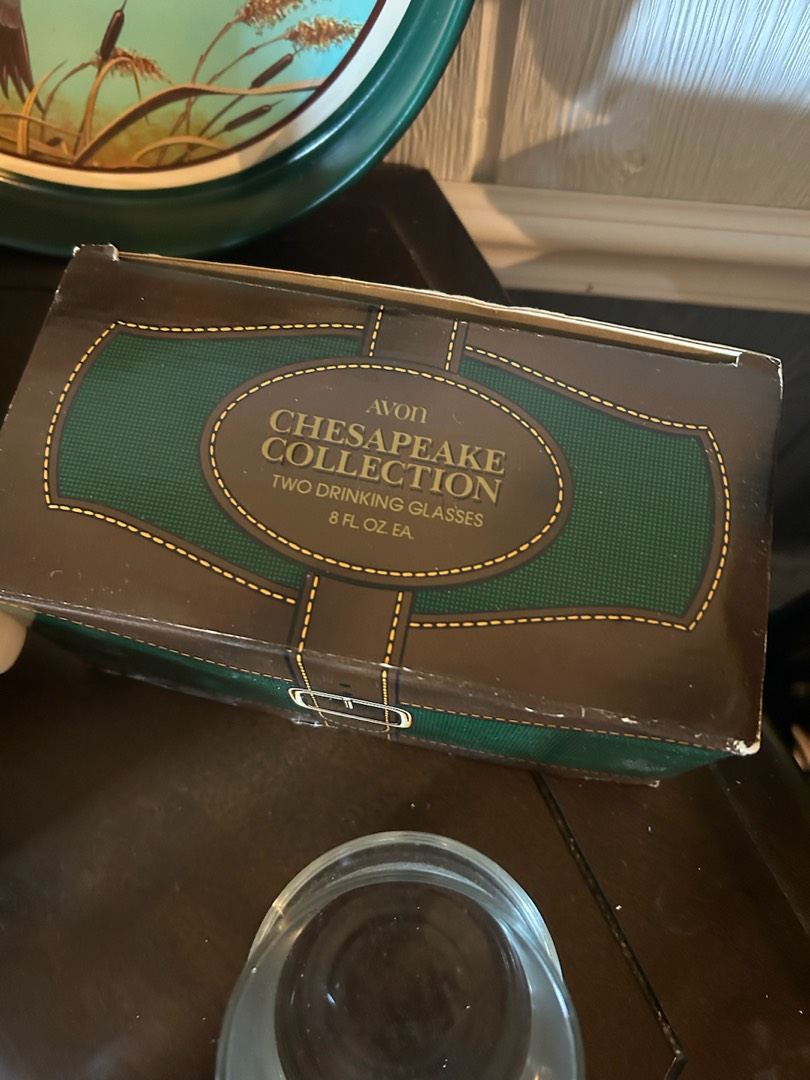 AVON
CHESAPEAKE
COLLECTION
TWO DRINKING GLASSES
8 FL. OZ. EA.